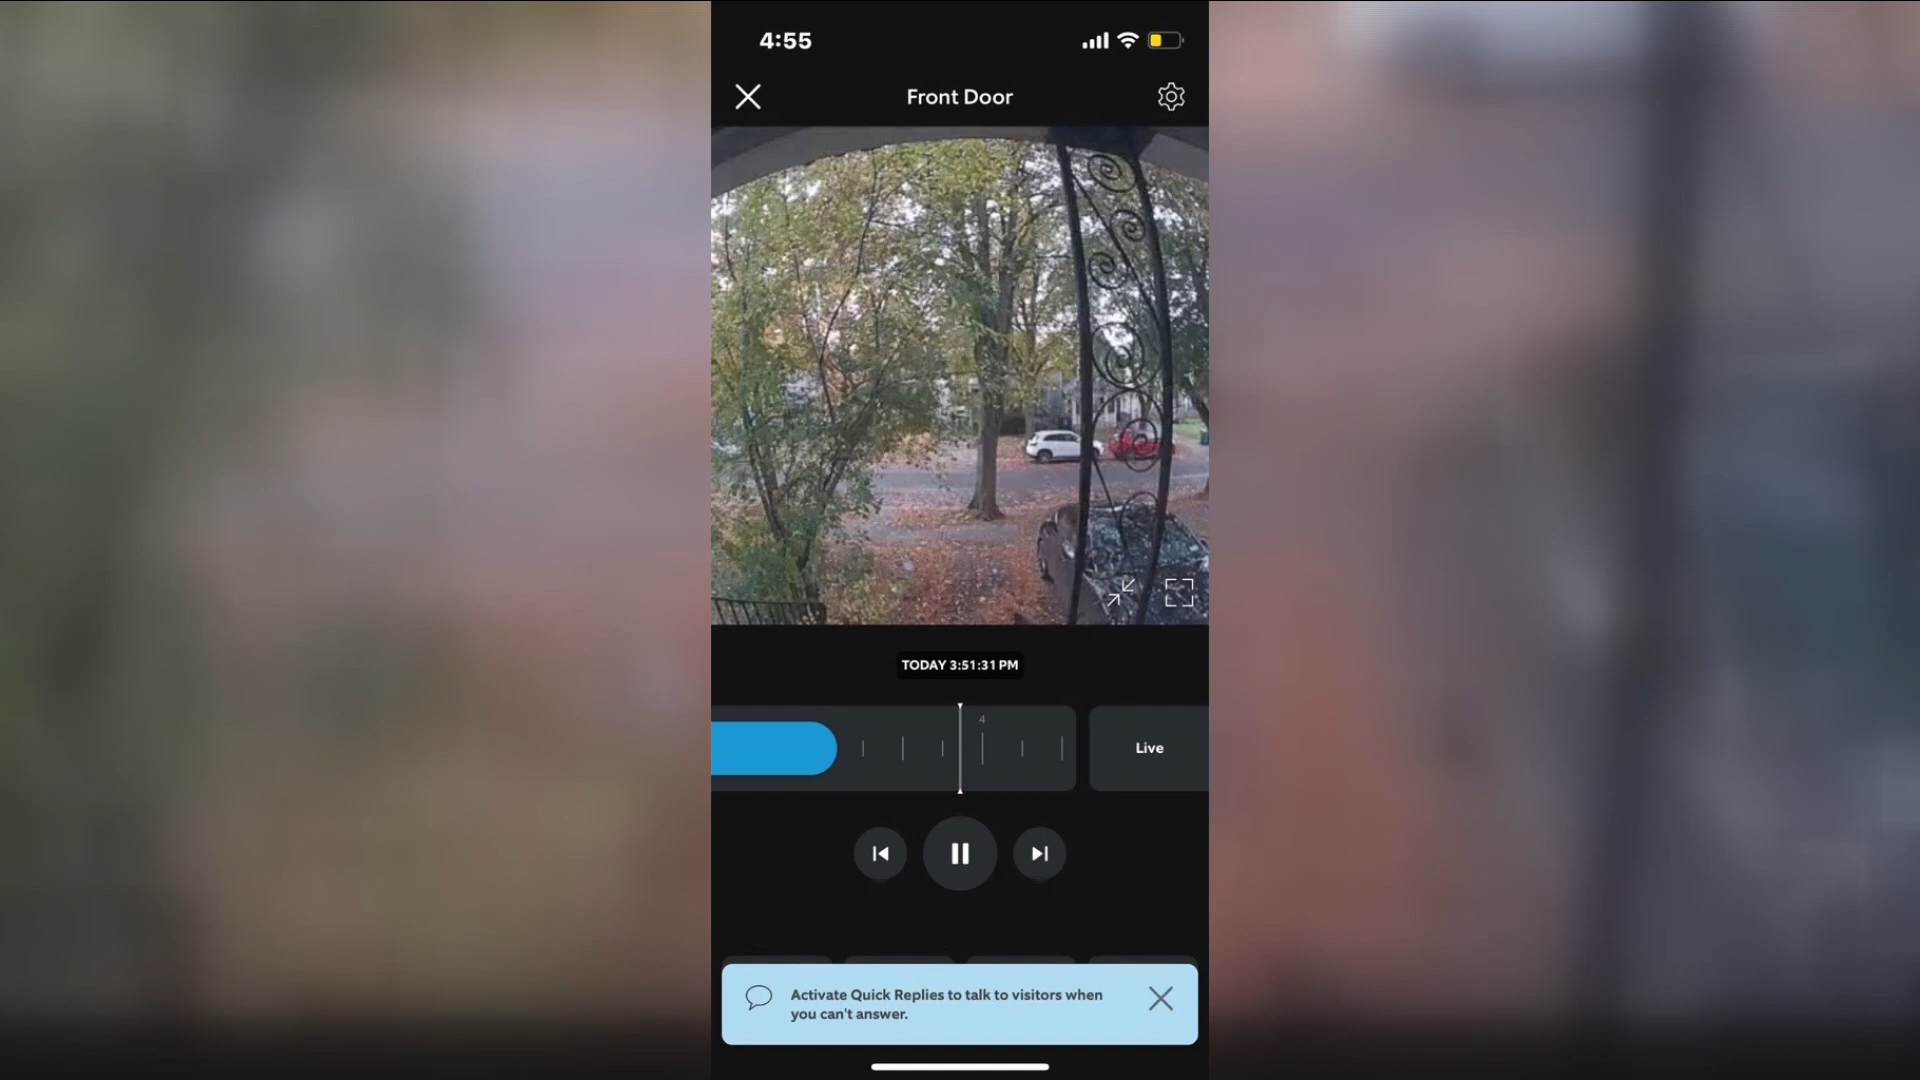 4:55
Front Door
TODAY 3:51:31 PM
4
Live
Activate Quick Replies to talk to visitors when
you can't answer.